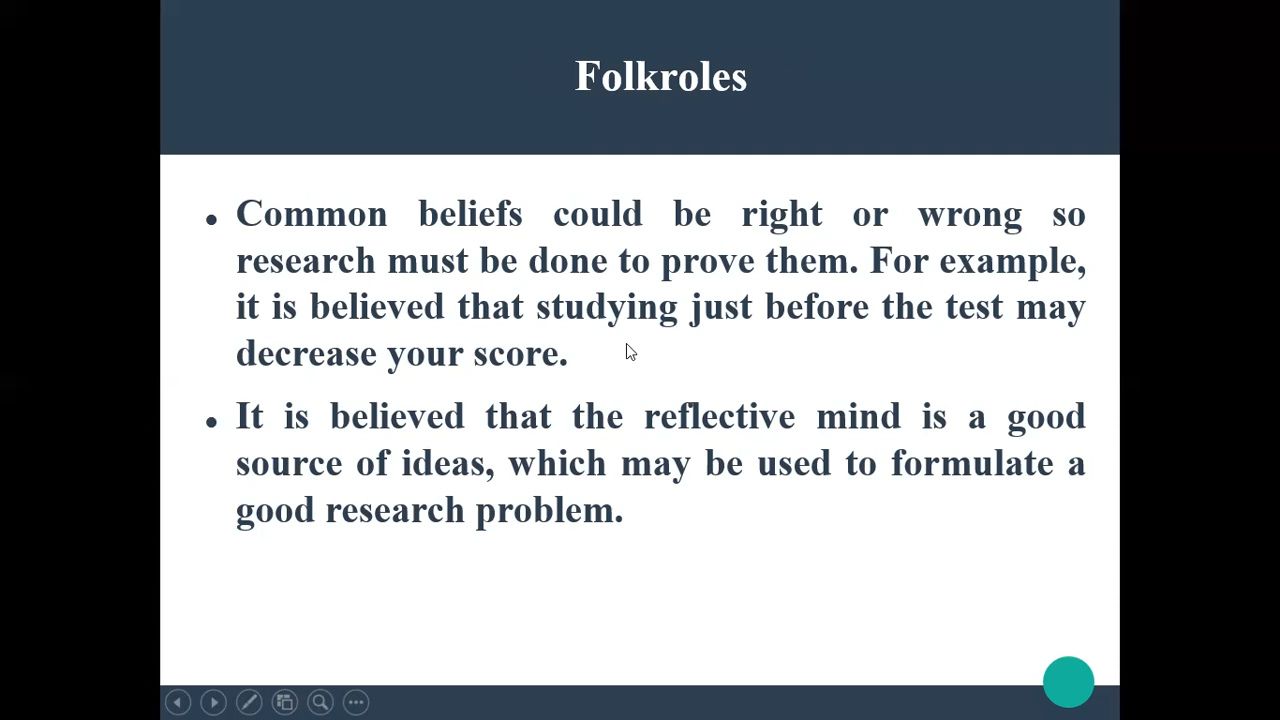 Folkroles
• Common beliefs could be right or wrong so
research must be done to prove them. For example,
it is believed that studying just before the test may
decrease your score.
• It is believed that the reflective mind is a good
source of ideas, which may be used to formulate a
good research problem.